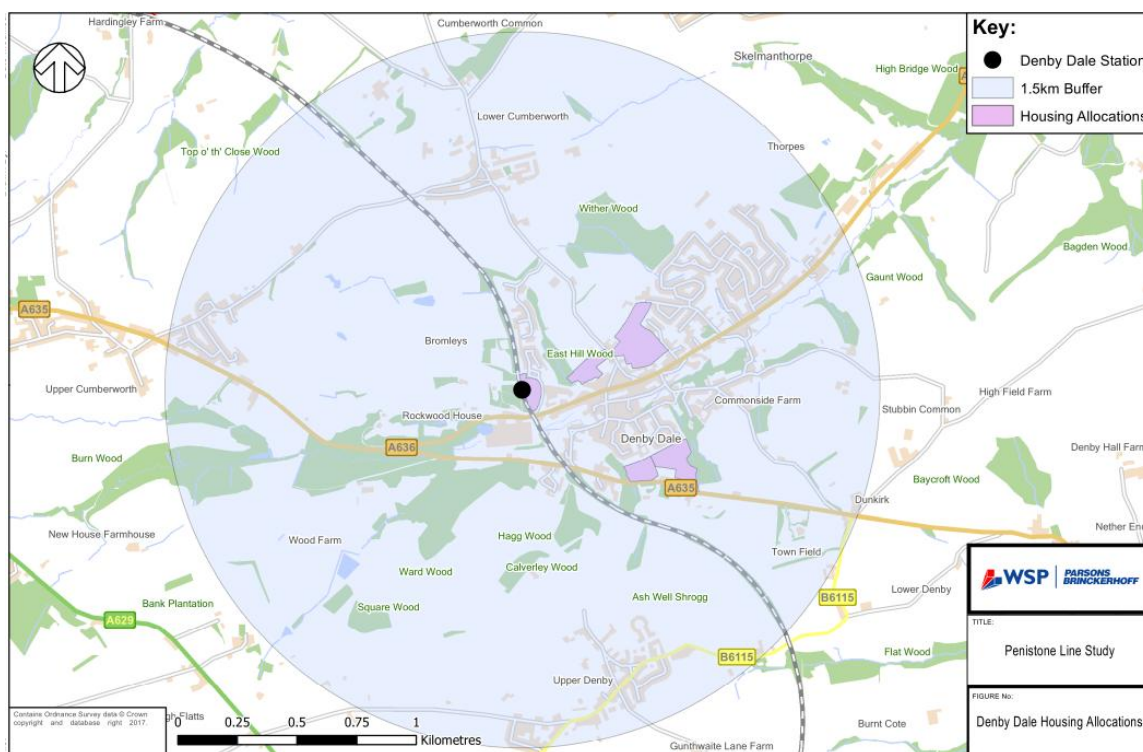 Hardingley Farm
Cumberworth Common
Skelmanthorpe
High Bridge Wood
Key:
Denby Dale Station
1.5km Buffer
Housing Allocations
Lower Cumberworth
Top o' th' Close Wood
Thorpes
Wither Wood
Bagden Wood
Gaunt Wood
A635
Bromleys
East Hill Wood
Upper Cumberworth
High Field Farm
Commonside Farm
Stubbin Common
Rockwood House
A636
Denby Dale
Denby Hall Farm
Burn Wood
A635
Baycroft Wood
Dunkirk
New House Farmhouse
Hagg Wood
Nether End
Wood Farm
Town Field
Ward Wood
Calverley Wood
WSP
PARSONS
BRINCKERHOFF
Lower Denby
Bank Plantation
Square Wood
Ash Well Shrogg
B6115
A629
TITLE:
Penistone Line Study
Flat Wood
B6115
Upper Denby
FIGURE No:
Denby Dale Housing Allocations
Contains Ordnance Survey data © Crown
copyright and database right 2017.
Flatts
0 0.25 0.5 0.75 1
Kilometres
Burnt Cote
Gunthwaite Lane Farm